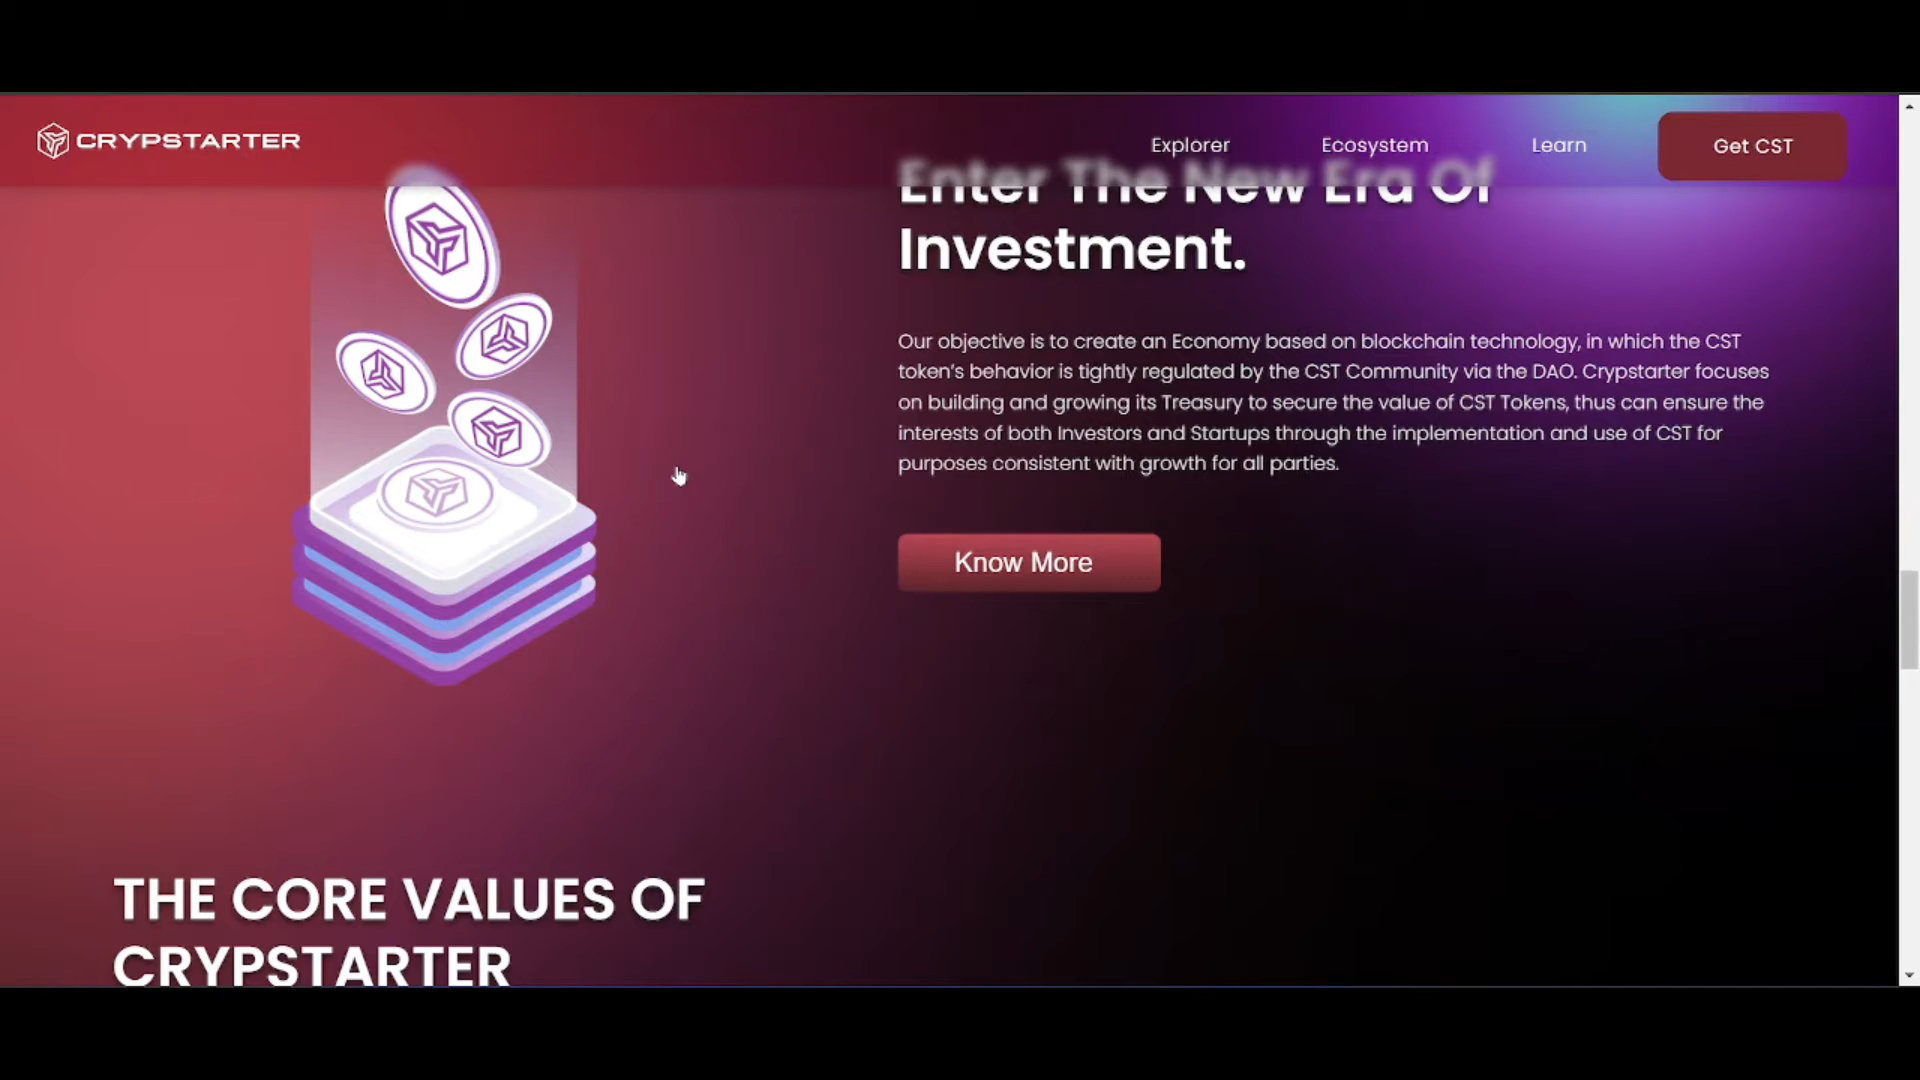 CRYPSTARTER
Explorer
Ecosystem
Learn
Get CST
Enter The New Era Of
Investment.
Our objective is to create an Economy based on blockchain technology, in which the CST
token's behavior is tightly regulated by the CST Community via the DAO. Crypstarter focuses
on building and growing its Treasury to secure the value of CST Tokens, thus can ensure the
interests of both Investors and Startups through the implementation and use of CST for
purposes consistent with growth for all parties.
Know More
THE CORE VALUES OF
CRYPSTARTER